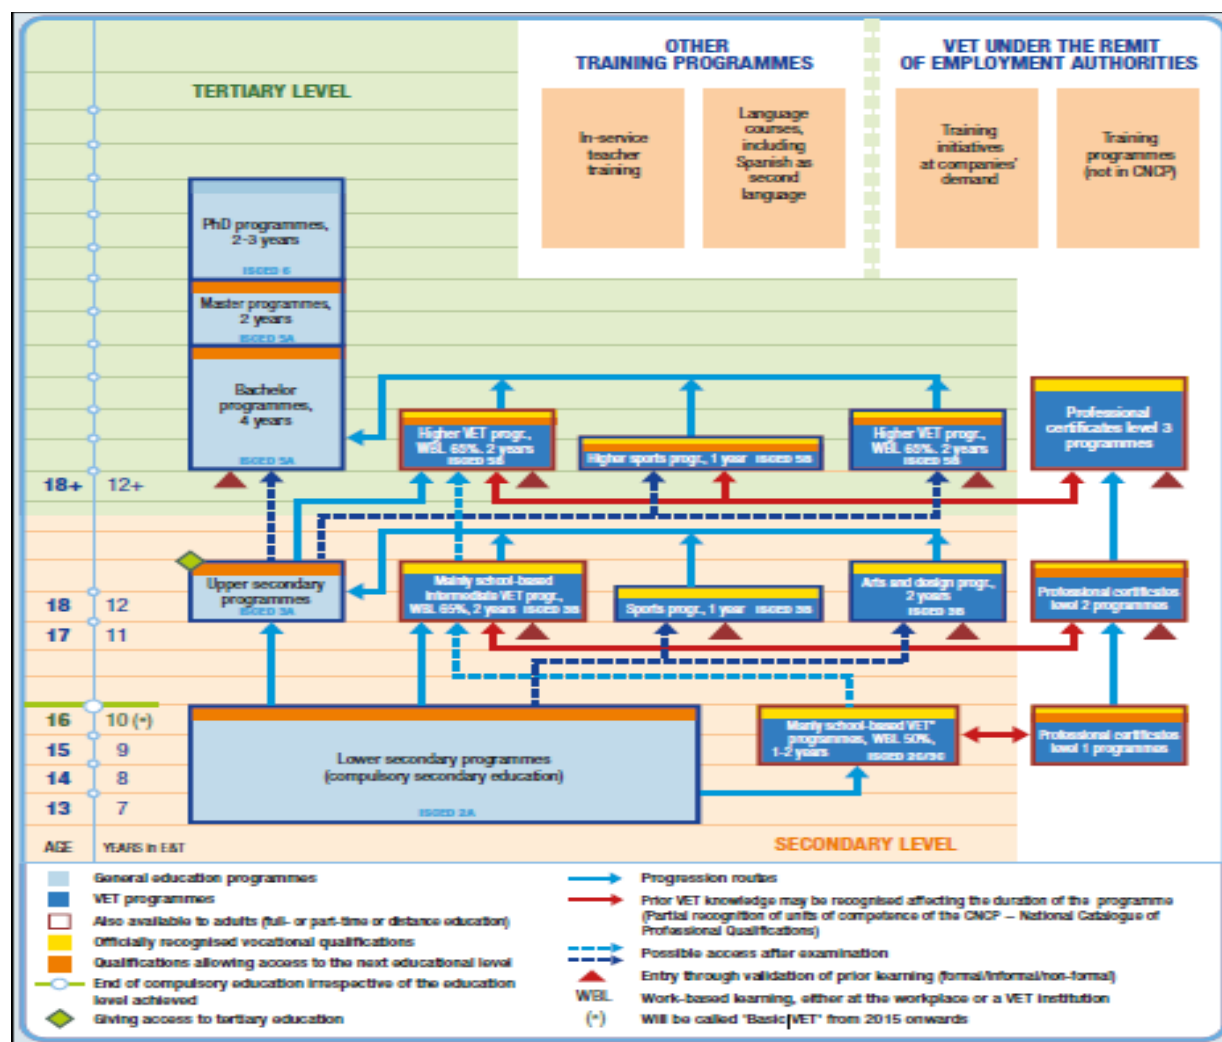 OTHER
TRAINING PROGRAMMES
VET UNDER THE REMIT
OF EMPLOYMENT AUTHORITIES
TERTIARY LEVEL
In-service
teacher
training
Language
courses,
including
Spanish as
second
language
Training
initiatives
at companies'
demand
Training
programmes
(not in CNCP)
PhD programmes,
2-3 years
ISCED 6
Master programmes,
2 years
ISCED 5A
Bachelor
programmes,
4 years
ISCED 5A
Higher VET progr.,
WBL 65%, 2 years
ISCED 5B
Higher sports progr., 1 year ISCED 5B
Higher VET progr.,
WBL 65%, 2 years
ISCED 5B
Professional
certificates level 3
programmes
18+ 12+
Upper secondary
programmes
ISCED 3A
Mainly school-based
intermediate VET progr.,
WBL 65%, 2 years ISCED 3B
Sports progr., 1 year ISCED 3B
Arts and design progr.,
2 years
ISCED 3B
Professional certificates
level 2 programmes
18 12
17 11
16 10 (*)
15 9
14 8
13 7
Lower secondary programmes
(compulsory secondary education)
ISCED 2A
Mainly school-based VET*
programmes, WBL 50%,
1-2 years
Professional certificates
level 1 programmes
AGE YEARS in E&T
SECONDARY LEVEL
General education programmes
VET programmes
Also available to adults (full- or part-time or distance education)
Officially recognised vocational qualifications
Qualifications allowing access to the next educational level
End of compulsory education irrespective of the education
level achieved
Giving access to tertiary education
Progression routes
Prior VET knowledge may be recognised affecting the duration of the programme
(Partial recognition of units of competence of the CNCP – National Catalogue of
Professional Qualifications)
Possible access after examination
Entry through validation of prior learning (formal/informal/non-formal)
WBL Work-based learning, either at the workplace or a VET institution
(*) Will be called "Basic VET" from 2015 onwards